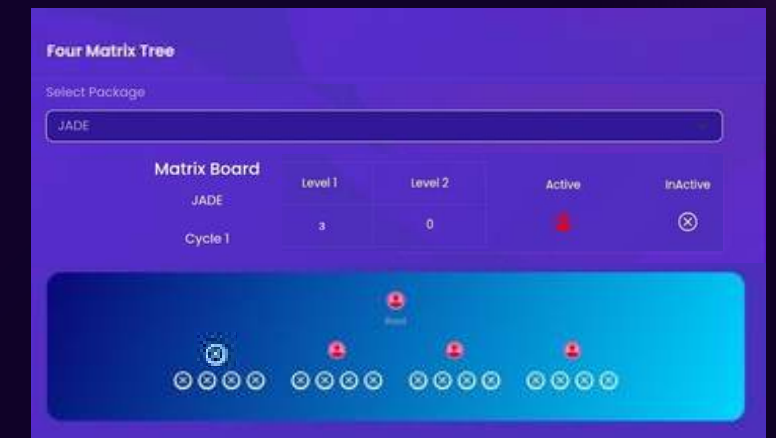 Four Matrix Tree
Select Package
JADE
Matrix Board
Level 1
Level 2
Active
InActive
JADE
3
0
Cycle 1